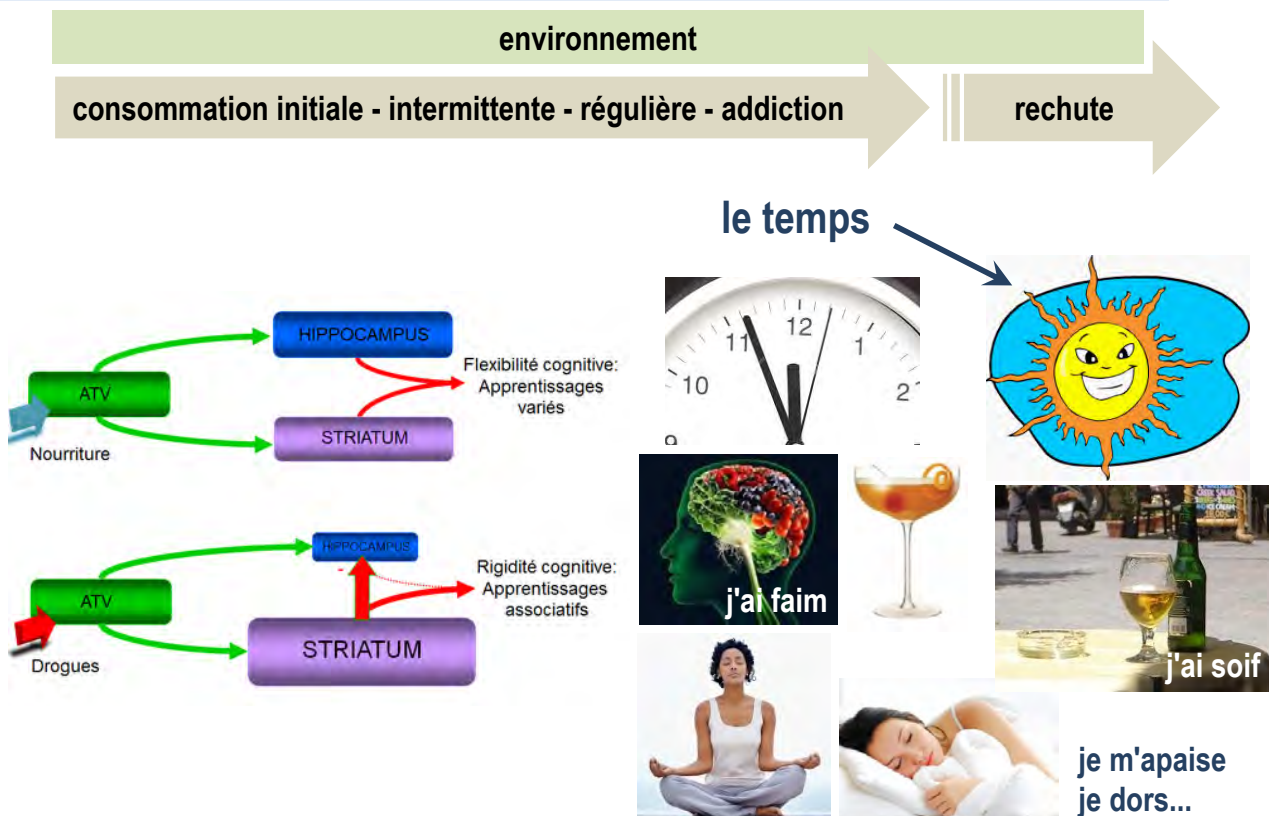 environnement
consommation initiale - intermittente - régulière - addiction
rechute
le temps
HIPPOCAMPUS
ATV
Flexibilité cognitive:
Apprentissages
variés
STRIATUM
Nourriture
HIPPOCAMPUS
-
ATV
Rigidité cognitive:
Apprentissages
associatifs
STRIATUM
Drogues
11
12
1
10
2
9
j'ai faim
j'ai soif
je m'apaise
je dors...